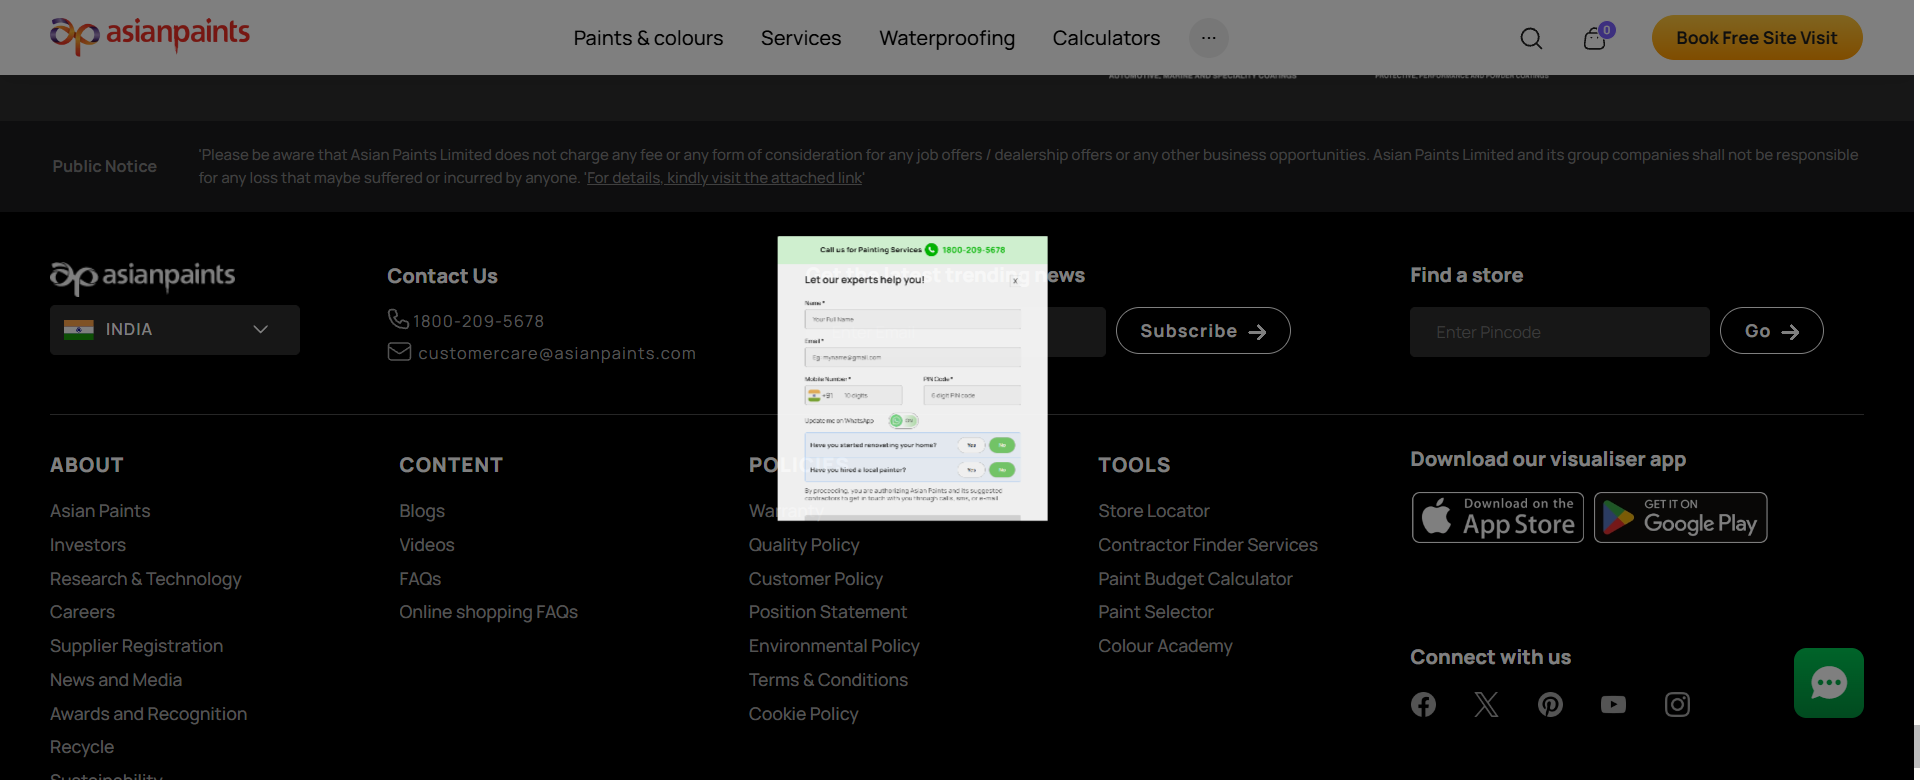 asianpaints
Paints & colours
Services
Waterproofing
Calculators
...
0
Book Free Site Visit
AUTOMOTIVE, MARINE AND SPECIALITY COATINGS
PROTECTIVE, PERFORMANCE AND POWDER COATINGS
Public Notice
'Please be aware that Asian Paints Limited does not charge any fee or any form of consideration for any job offers / dealership offers or any other business opportunities. Asian Paints Limited and its group companies shall not be responsible
for any loss that maybe suffered or incurred by anyone. 'For details, kindly visit the attached link'
asianpaints
INDIA
Contact Us
1800-209-5678
customercare@asianpaints.com
Get the latest trending news
Subscribe
Find a store
Enter Pincode
Go
Call us for Painting Services 1800-209-5678
Let our experts help you!
x
Name *
Your Full Name
Email *
Eg. myname@gmail.com
Mobile Number *
PIN Code *
+91
10 digits
6-digit PIN code
Update me on WhatsApp
Have you started renovating your home?
Yes
No
Have you hired a local painter?
Yes
No
By proceeding, you are authorizing Asian Paints and its suggested
contractors to get in touch with you through calls, sms, or e-mail
ABOUT
Asian Paints
Investors
Research & Technology
Careers
Supplier Registration
News and Media
Awards and Recognition
Recycle
Sustainability
CONTENT
Blogs
Videos
FAQs
Online shopping FAQs
POLICIES
Warranty
Quality Policy
Customer Policy
Position Statement
Environmental Policy
Terms & Conditions
Cookie Policy
TOOLS
Store Locator
Contractor Finder Services
Paint Budget Calculator
Paint Selector
Colour Academy
Download our visualiser app
Download on the
App Store
GET IT ON
Google Play
Connect with us